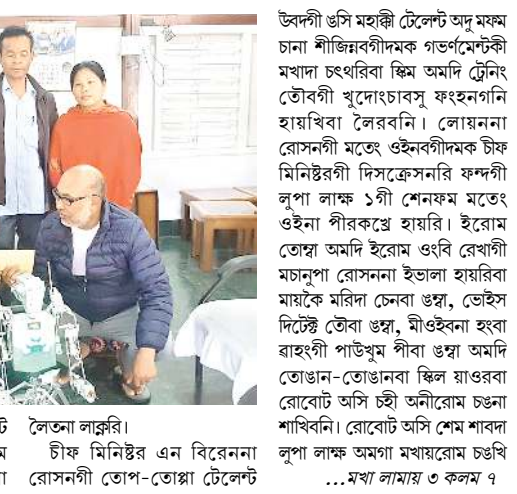 লৈতনা লাক্লরি।
চীফ মিনিষ্টর এন বিরেননা
রোসনগী তোপ-তোপ্পা টেলেন্ট
উবদগী ঙসি মহাক্কী টেলেন্ট অদু মফম
চানা শীজিন্নবগীদমক গভর্ণমেন্টকী
মখাদা চৎথরিবা স্কিম অমদি ট্রেনিং
তৌবগী খুদোংচাবসু ফংহনগনি
হায়খিবা লৈরবনি। লোয়ননা
রোসনগী মতেং ওইনবগীদমক চীফ
মিনিষ্টরগী দিসক্রেসনরি ফন্দগী
লুপা লাক্ষ ১গী শেনফম মতেং
ওইনা পীরকখ্রে হায়রি। ইরোম
তোম্বা অমদি ইরোম ওংবি রেখাগী
মচানুপা রোসননা ইভালা হায়রিবা
মায়কৈ মরিদা চেনবা ঙম্বা, ভোইস
দিটেক্ট তৌবা ঙম্বা, মীওইবনা হংবা
ৱাহংগী পাউখুম পীবা ঙম্বা অমদি
তোঙান-তোঙানবা স্কিল য়াওরবা
রোবোট অসি চহী অনীরোম চঙনা
শাখিবনি। রোবোট অসি শেম শাবদা
লুপা লাক্ষ অমগা মখায়রোম চঙখি
...মখা লামায় ৩ কলম ৭